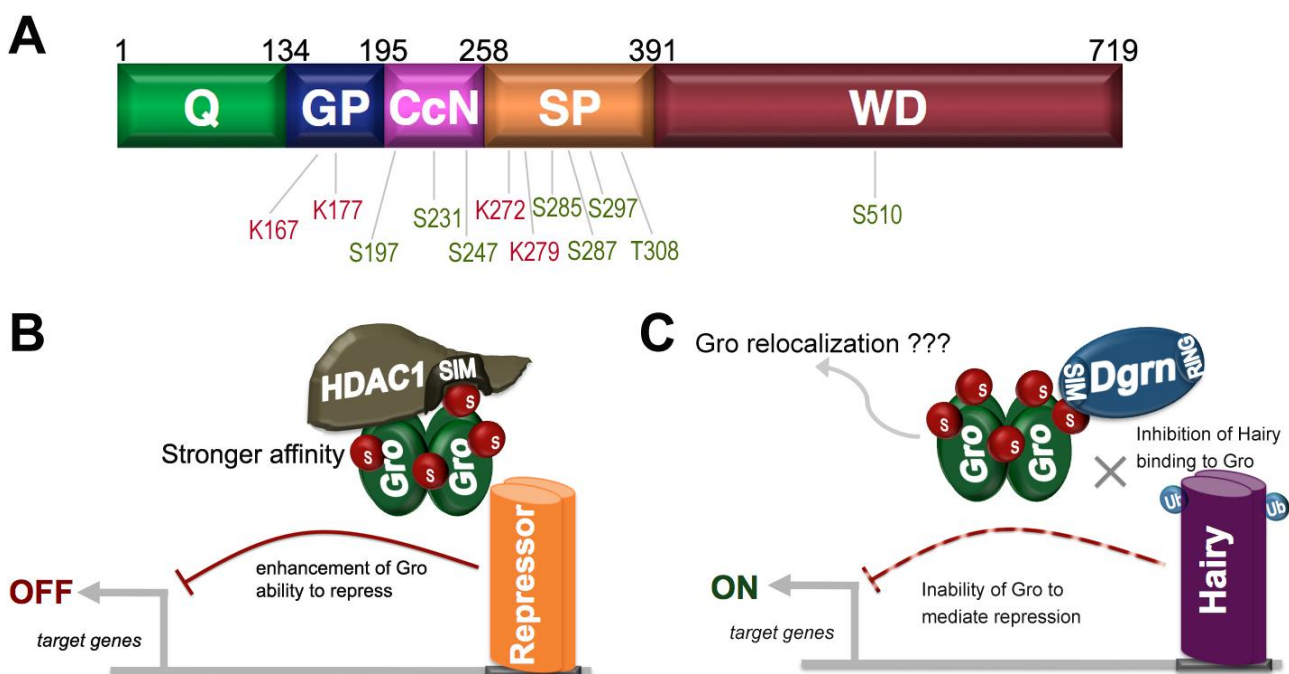 A
1 134 195 258 391 719
Q GP CcN SP WD
K167 K177 S197 S231 S247 K272 K279 S285 S287 S297 T308 S510
B
HDAC1
SIM
S
S
S
S
Stronger affinity
Gro
Gro
Repressor
enhancement of Gro
ability to repress
OFF
target genes
C
Gro relocalization ???
SIM
Dgrn
RING
S
S
S
S
S
Gro
Gro
Inhibition of Hairy
binding to Gro
Ub
Ub
Hairy
Inability of Gro to
mediate repression
ON
target genes